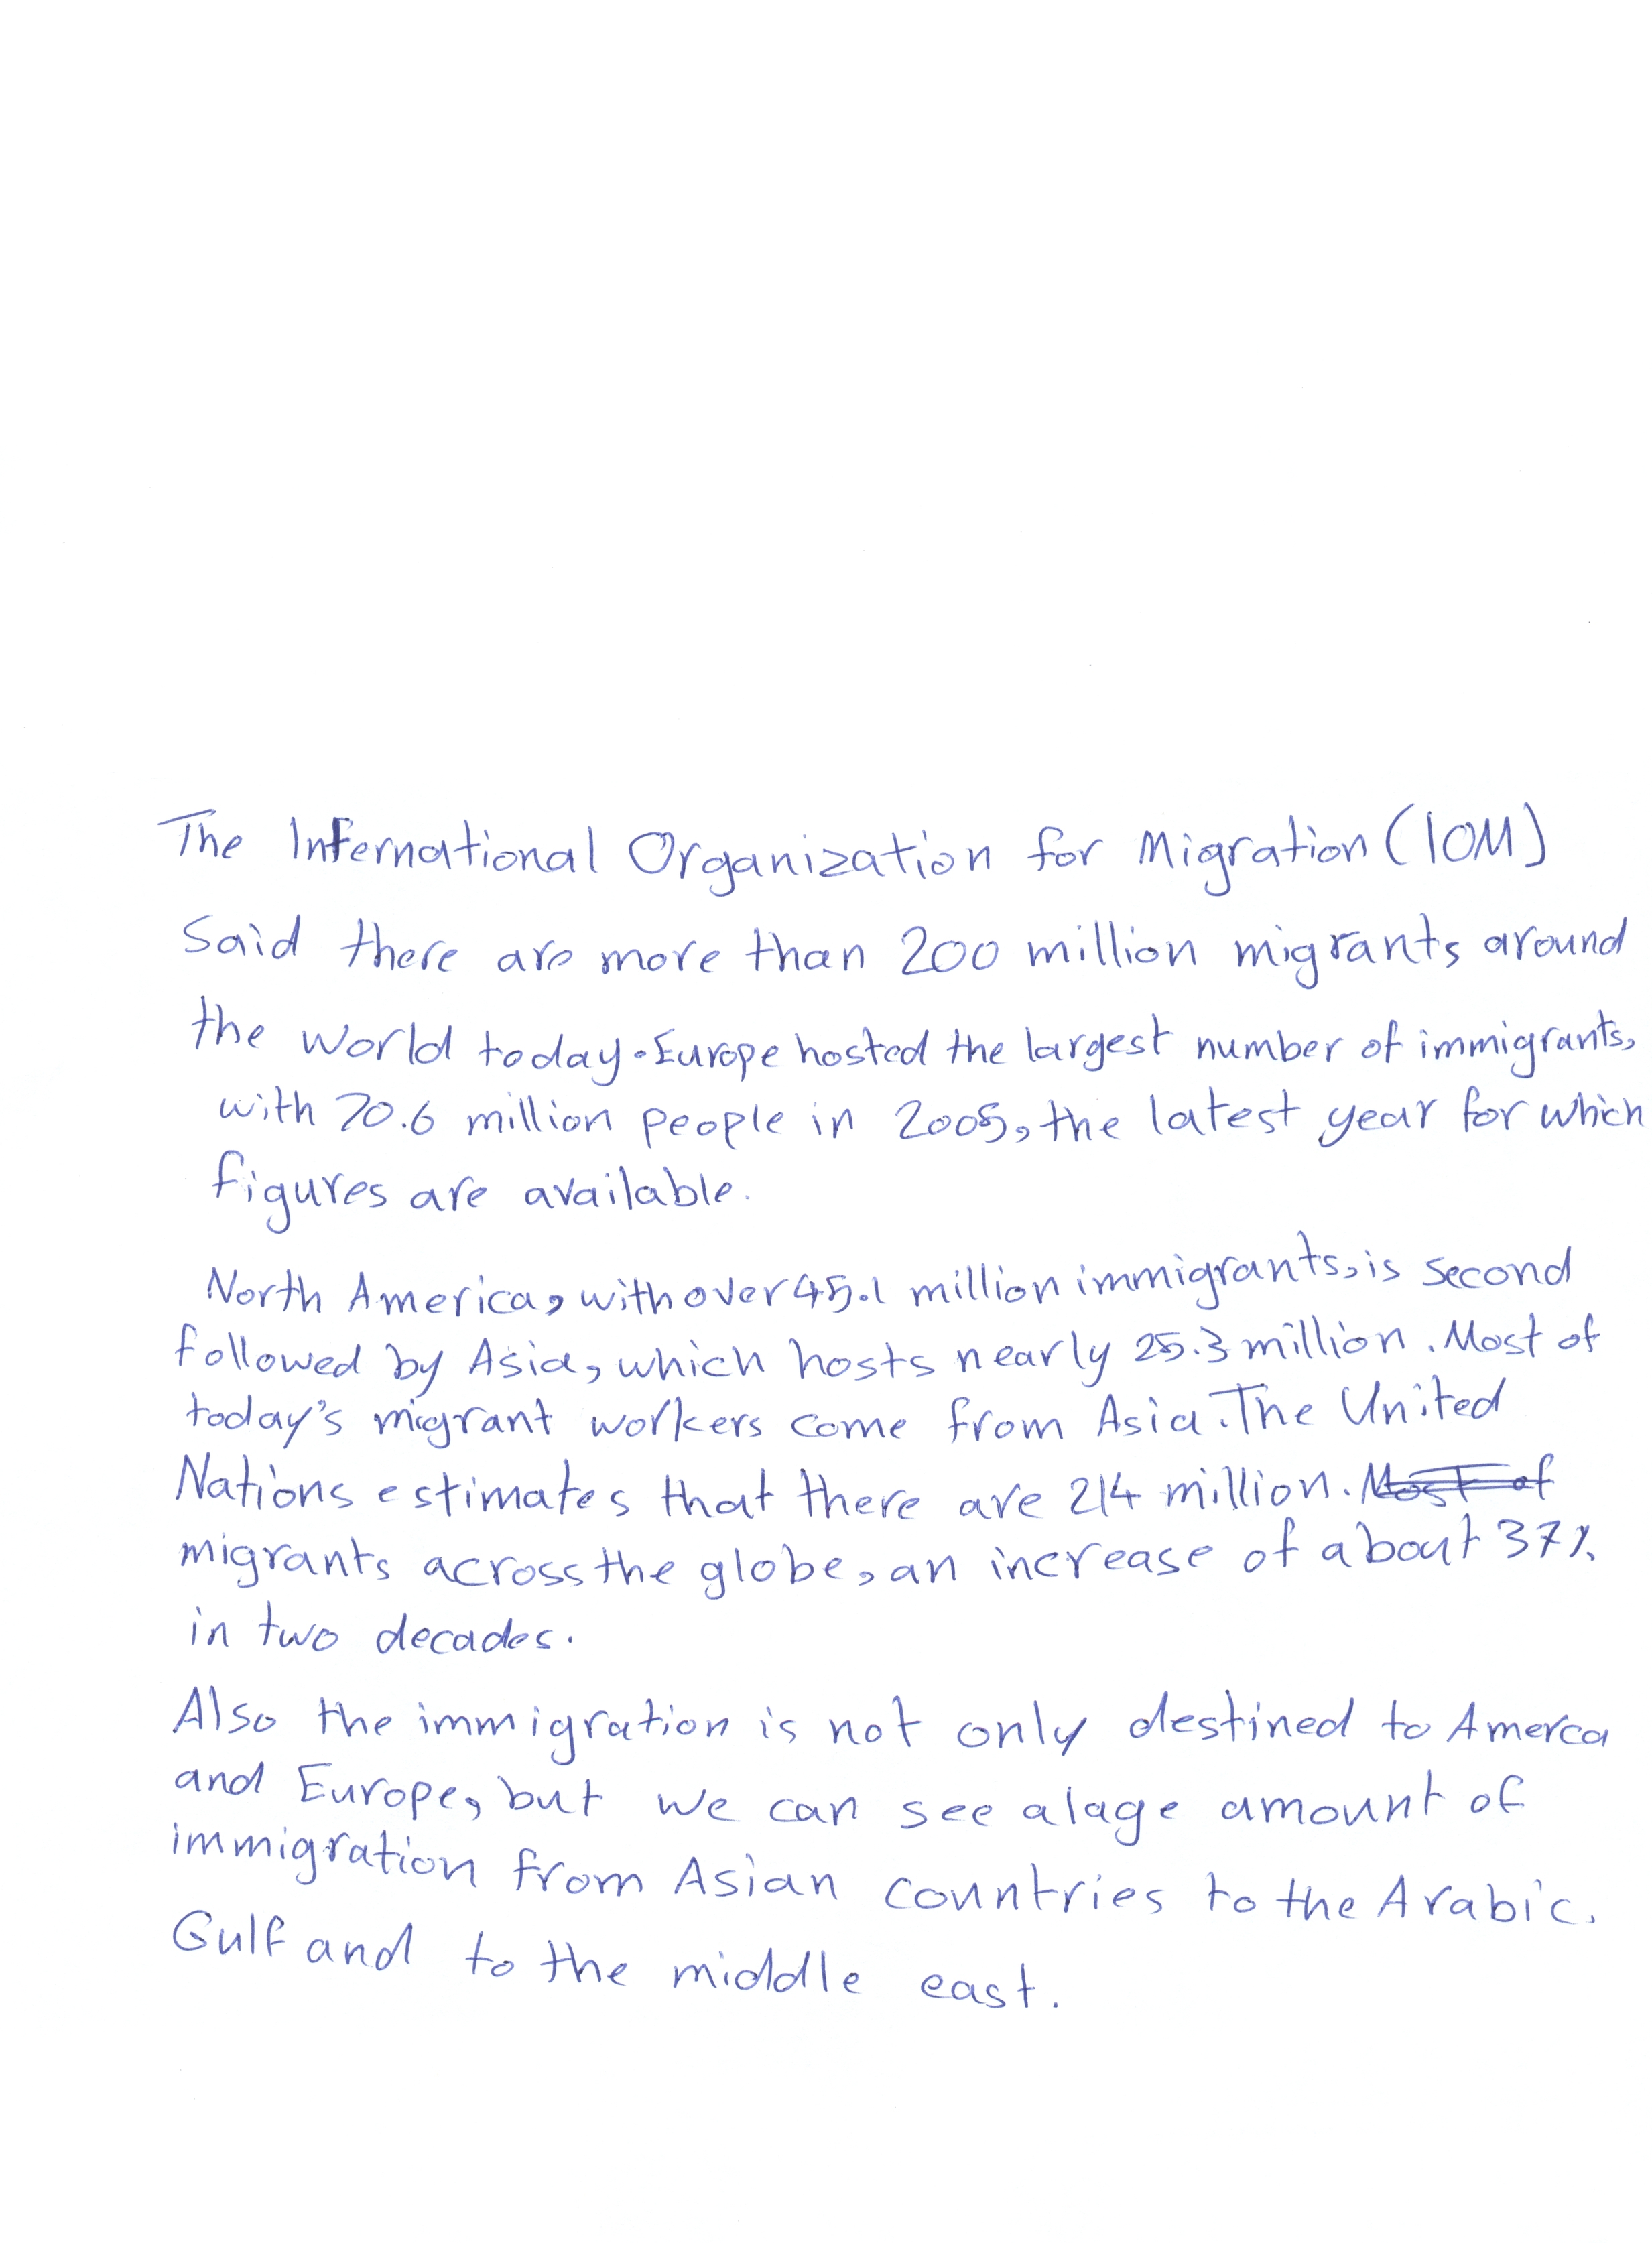 The International Organization for Migration (IOM)
Said there are more than 200 million migrants around
the world today. Europe hosted the largest number of immigrants,
with 70.6 million people in 2005, the latest year for which
figures are available.
North America, with over 45.1 million immigrants, is second
followed by Asia, which hosts nearly 25.3 million. Most of
today's migrant workers come from Asia. The United
Nations estimates that there are 214 million. Most of
migrants across the globe, an increase of about 37%
in two decades.
Also the immigration is not only destined to Amerca
and Europe, but we can see a lage amount of
immigration from Asian countries to the Arabic.
Gulf and to the middle east.